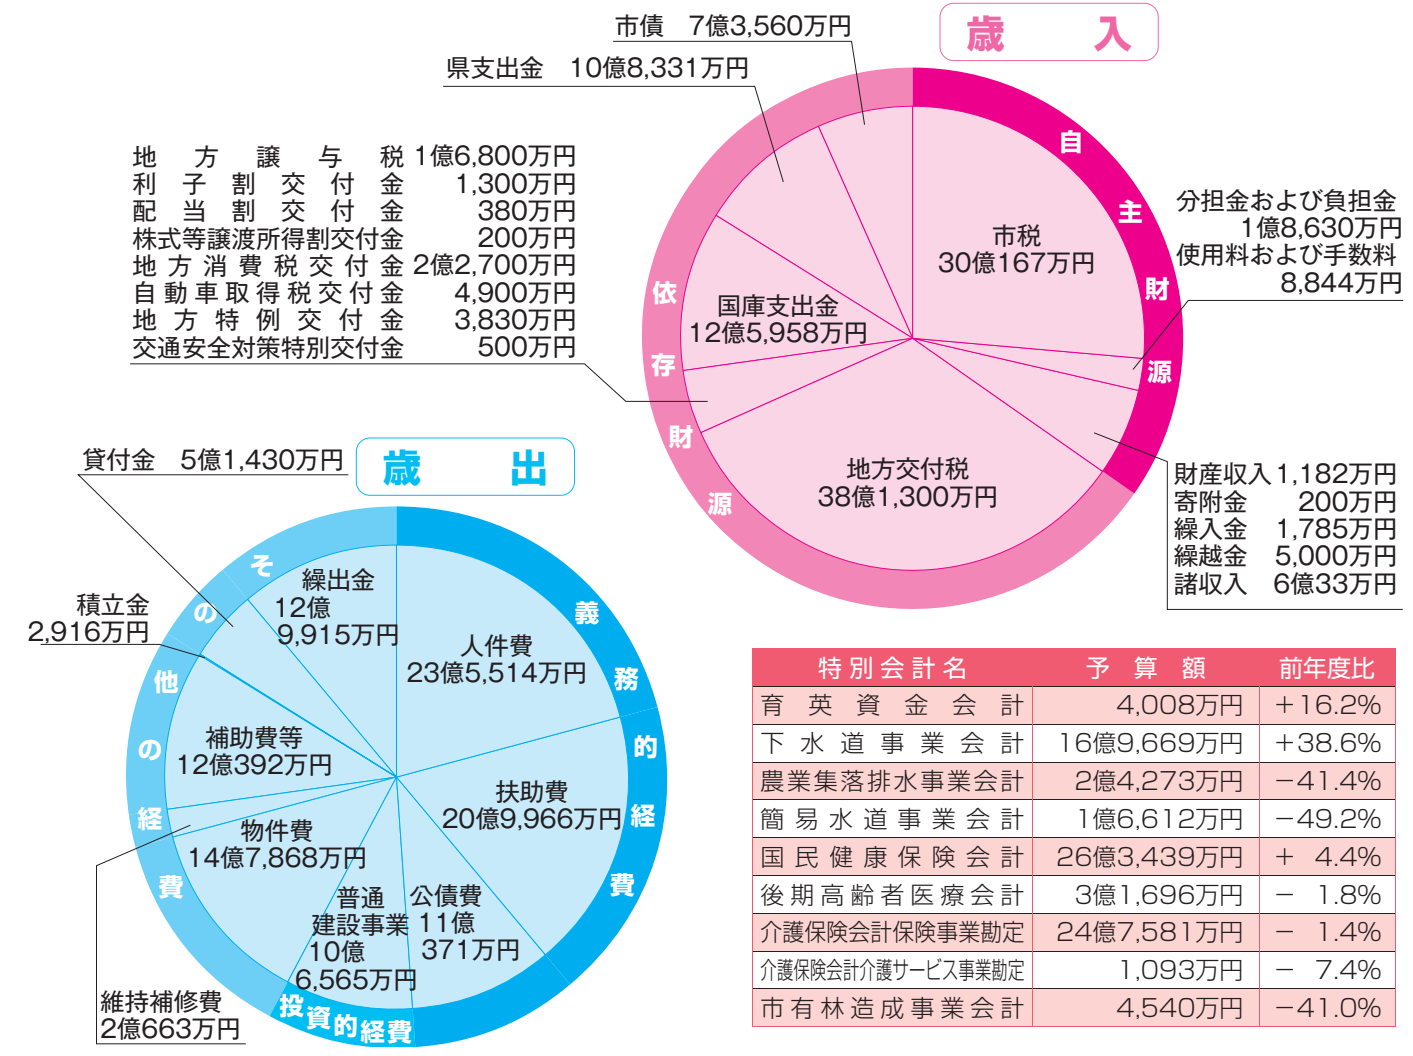 歳入
市債 7億3,560万円
県支出金 10億8,331万円
地方譲与税 1億6,800万円
利子割交付金 1,300万円
配当割交付金 380万円
株式等譲渡所得割交付金 200万円
地方消費税交付金 2億2,700万円
自動車取得税交付金 4,900万円
地方特例交付金 3,830万円
交通安全対策特別交付金 500万円
自主財源
依存財源
市税
30億167万円
分担金および負担金
1億8,630万円
使用料および手数料
8,844万円
国庫支出金
12億5,958万円
地方交付税
38億1,300万円
財産収入 1,182万円
寄附金 200万円
繰入金 1,785万円
繰越金 5,000万円
諸収入 6億33万円
歳出
貸付金 5億1,430万円
積立金
2,916万円
繰出金
12億
9,915万円
人件費
23億5,514万円
補助費等
12億392万円
扶助費
20億9,966万円
物件費
14億7,868万円
普通
建設事業
10億
6,565万円
公債費
11億
371万円
維持補修費
2億663万円
義務的経費
投資的経費
その他の経費
特別会計名 予算額 前年度比
育英資金会計 4,008万円 +16.2%
下水道事業会計 16億9,669万円 +38.6%
農業集落排水事業会計 2億4,273万円 −41.4%
簡易水道事業会計 1億6,612万円 −49.2%
国民健康保険会計 26億3,439万円 + 4.4%
後期高齢者医療会計 3億1,696万円 − 1.8%
介護保険会計保険事業勘定 24億7,581万円 − 1.4%
介護保険会計介護サービス事業勘定 1,093万円 − 7.4%
市有林造成事業会計 4,540万円 −41.0%